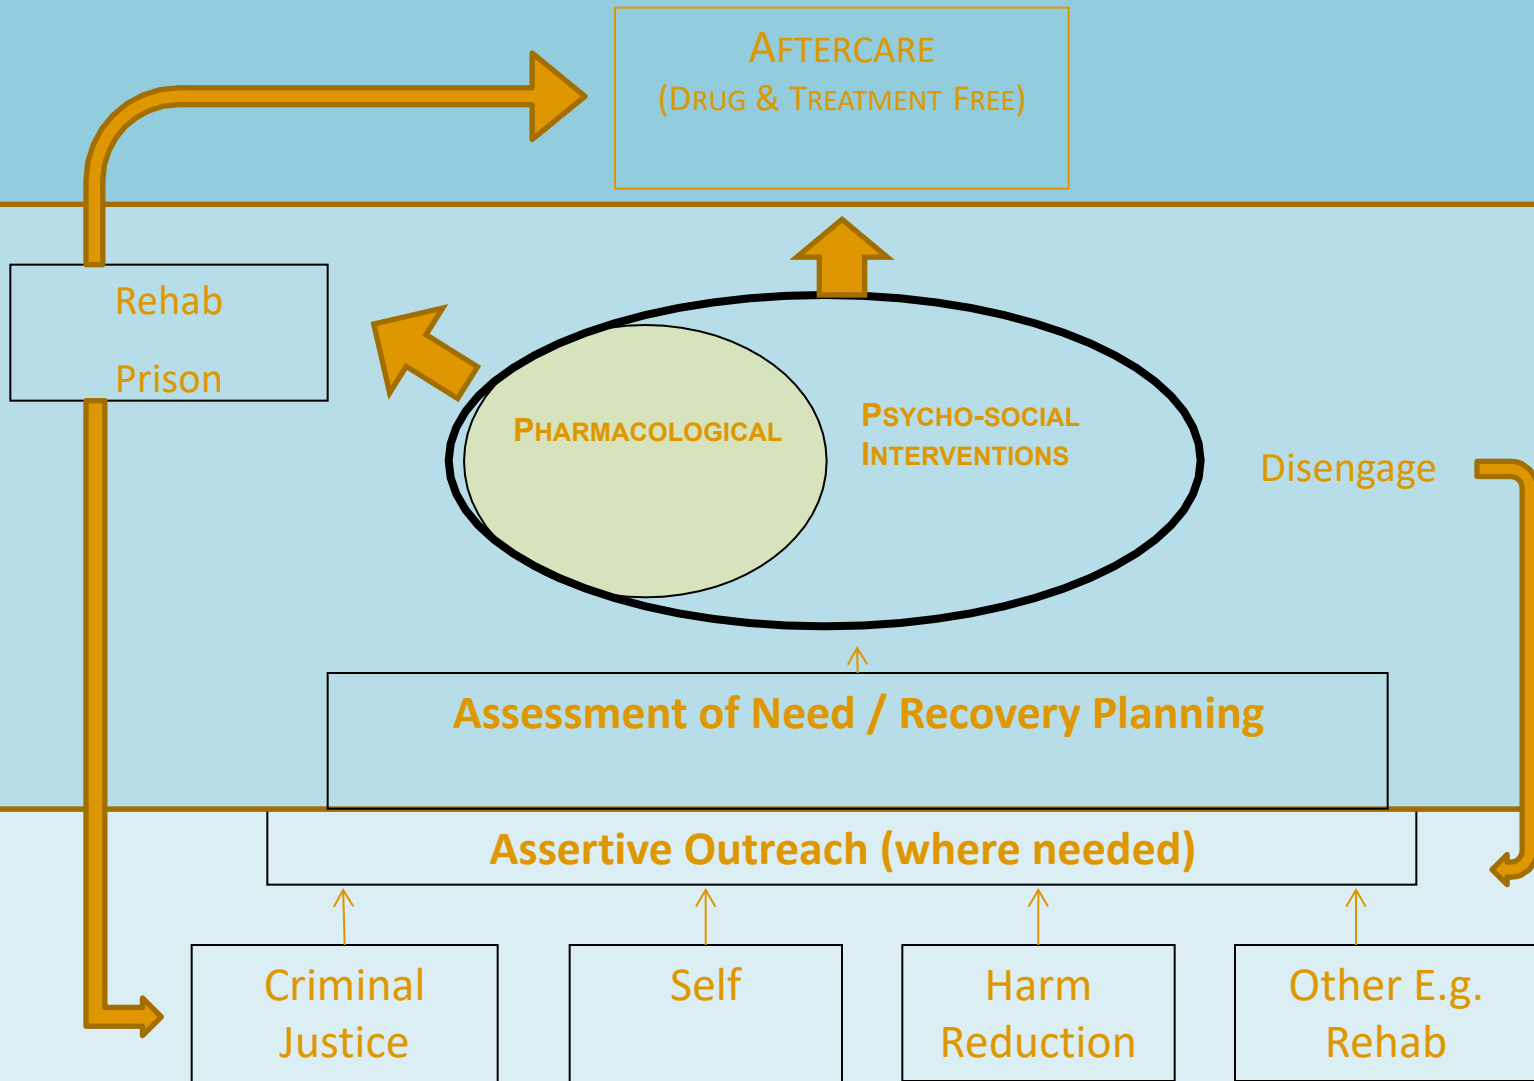 AFTERCARE
(DRUG & TREATMENT FREE)
Rehab
Prison
PHARMACOLOGICAL
PSYCHO-SOCIAL
INTERVENTIONS
Disengage
Assessment of Need / Recovery Planning
Assertive Outreach (where needed)
Criminal
Justice
Self
Harm
Reduction
Other E.g.
Rehab